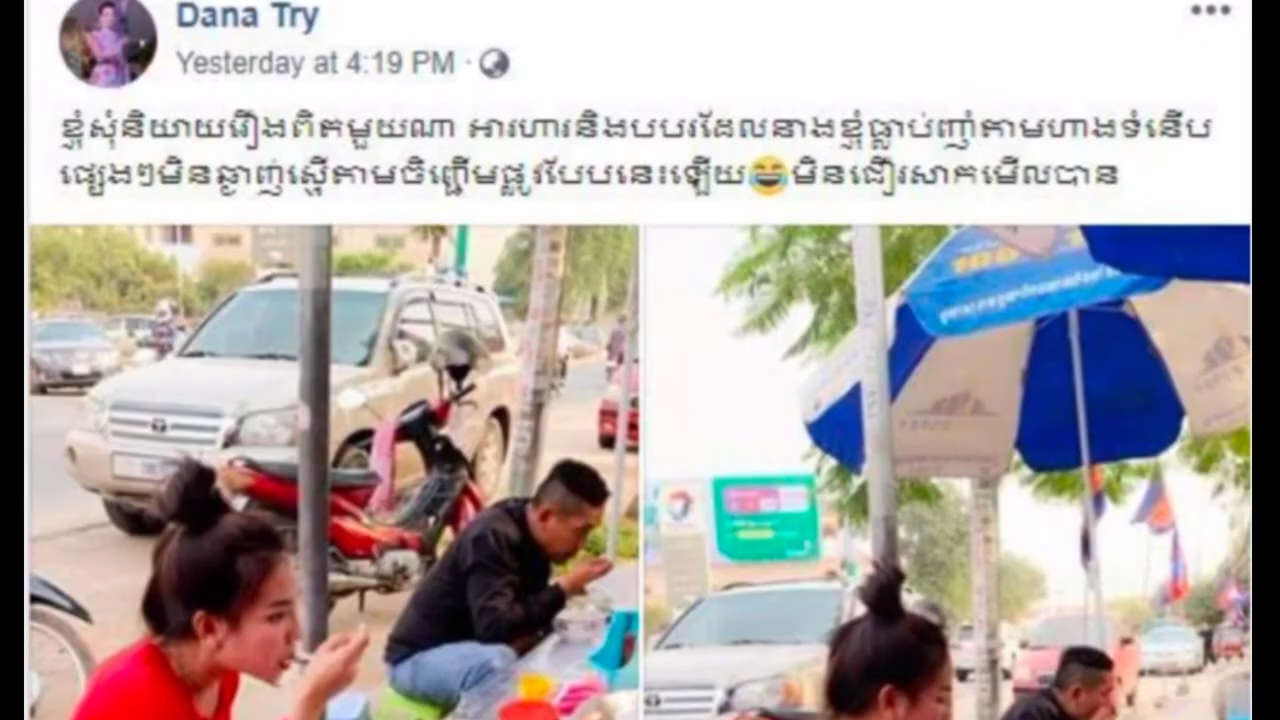 Dana Try
Yesterday at 4:19 PM ·
ខ្ញុំសុំនិយាយរឿងពិតមួយណា អារហារនិងបបរដែលនាងខ្ញុំធ្លាប់ញ៉ាំតាមហាងទំនើប
ផ្សេងៗមិនឆ្ងាញ់ស្មើតាមចិញ្ចើមផ្លូវបែបនេះឡើយ😂មិនជឿរសាកមើលបាន
100